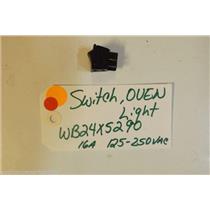 Switch, OVEN
Light
WB24X5290
16A 125-250VAC